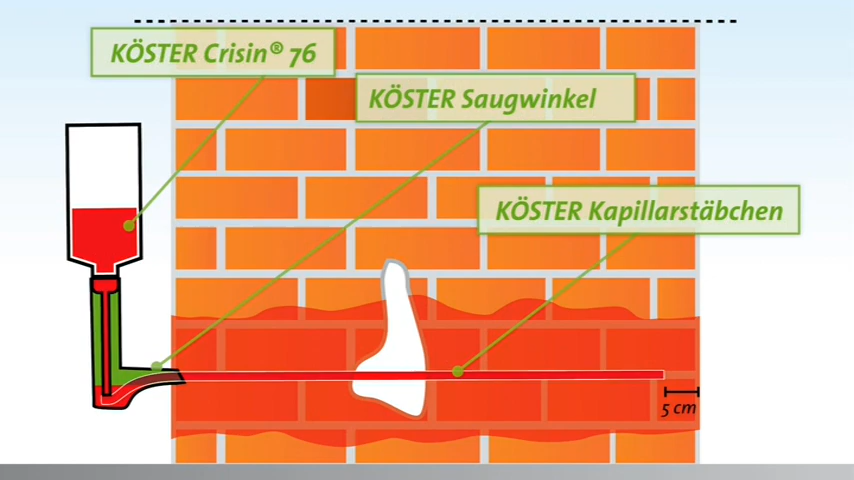 KÖSTER Crisin® 76
KÖSTER Saugwinkel
KÖSTER Kapillarstäbchen
5 cm